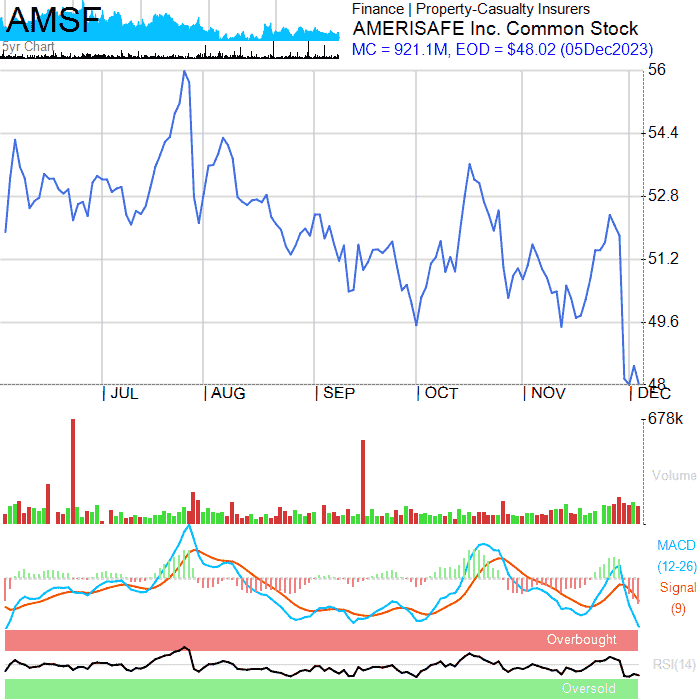 AMSF
5yr Chart
Finance | Property-Casualty Insurers
AMERISAFE Inc. Common Stock
MC = 921.1M, EOD = $48.02 (05Dec2023)
56
54.4
52.8
51.2
49.6
48
JUL
AUG
SEP
OCT
NOV
DEC
678k
Volume
MACD
(12-26)
Signal
(9)
Overbought
RSI(14)
Oversold